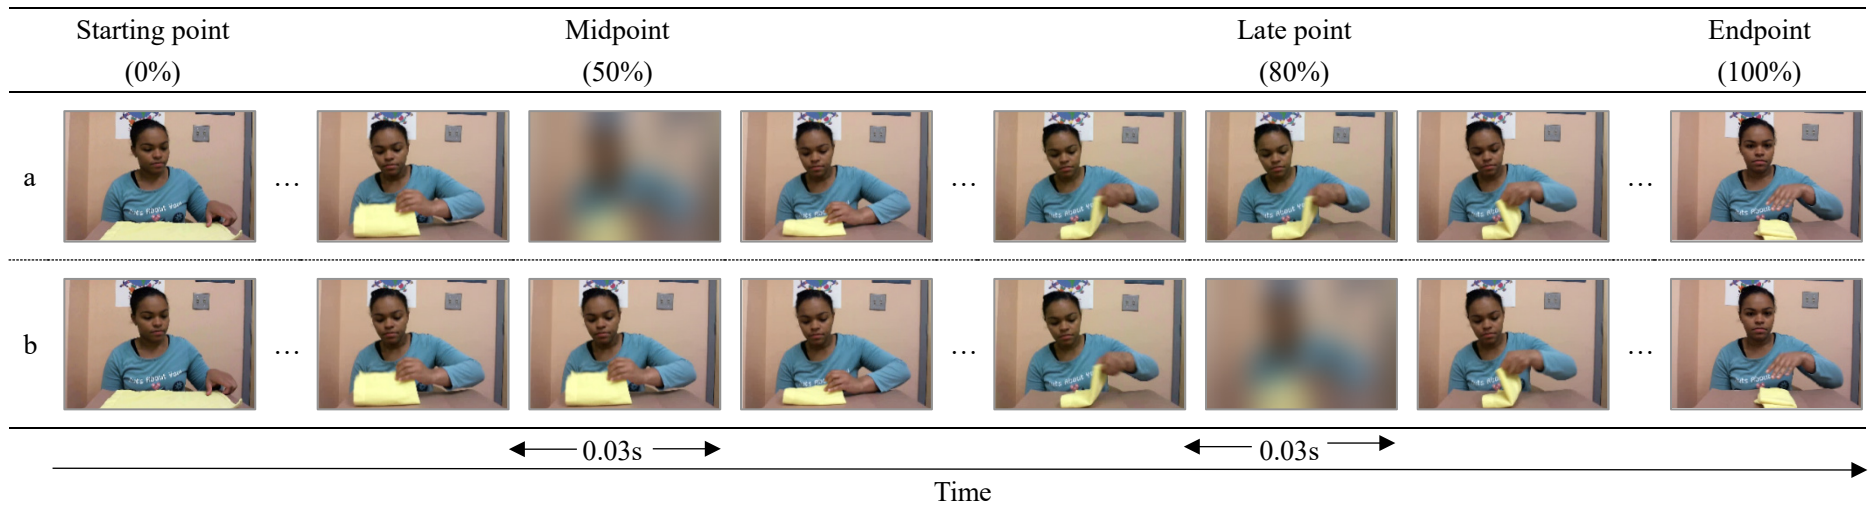 Starting point
(0%)
Midpoint
(50%)
Late point
(80%)
Endpoint
(100%)
a
...
...
...
b
...
...
...
0.03s
0.03s
Time